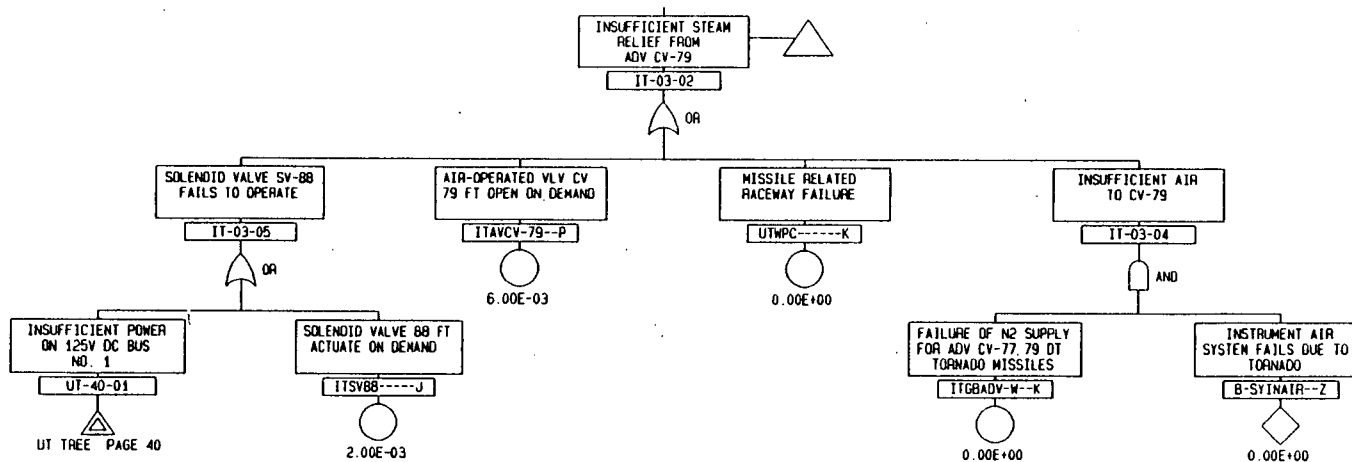 INSUFFICIENT STEAM
RELIEF FROM
ADV CV-79
IT-03-02
OR
SOLENOID VALVE SV-88
FAILS TO OPERATE
IT-03-05
OR
AIR-OPERATED VLV CV
79 FT OPEN ON DEMAND
ITAVCV-79--P
6.00E-03
MISSILE RELATED
RACEWAY FAILURE
UTWPC------K
0.00E+00
INSUFFICIENT AIR
TO CV-79
IT-03-04
AND
INSUFFICIENT POWER
ON 125V DC BUS
NO. 1
UT-40-01
UT TREE PAGE 40
SOLENOID VALVE 88 FT
ACTUATE ON DEMAND
ITSV88-----J
2.00E-03
FAILURE OF N2 SUPPLY
FOR ADV CV-77,79 DT
TORNADO MISSILES
ITGBADV-W--K
0.00E+00
INSTRUMENT AIR
SYSTEM FAILS DUE TO
TORNADO
B-SYINAIR--Z
0.00E+00